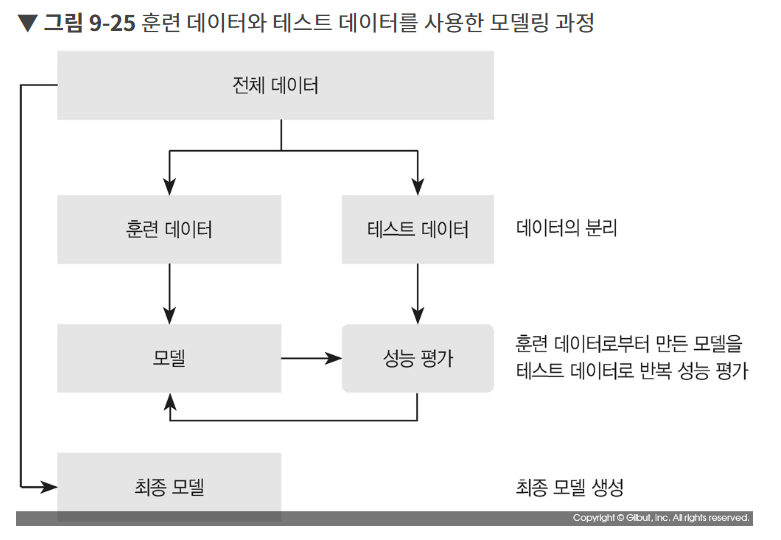 ▼ 그림 9-25 훈련 데이터와 테스트 데이터를 사용한 모델링 과정
전체 데이터
훈련 데이터
테스트 데이터
데이터의 분리
모델
성능 평가
훈련 데이터로부터 만든 모델을
테스트 데이터로 반복 성능 평가
최종 모델
최종 모델 생성
Copyright © Gilbut, Inc. All rights reserved.